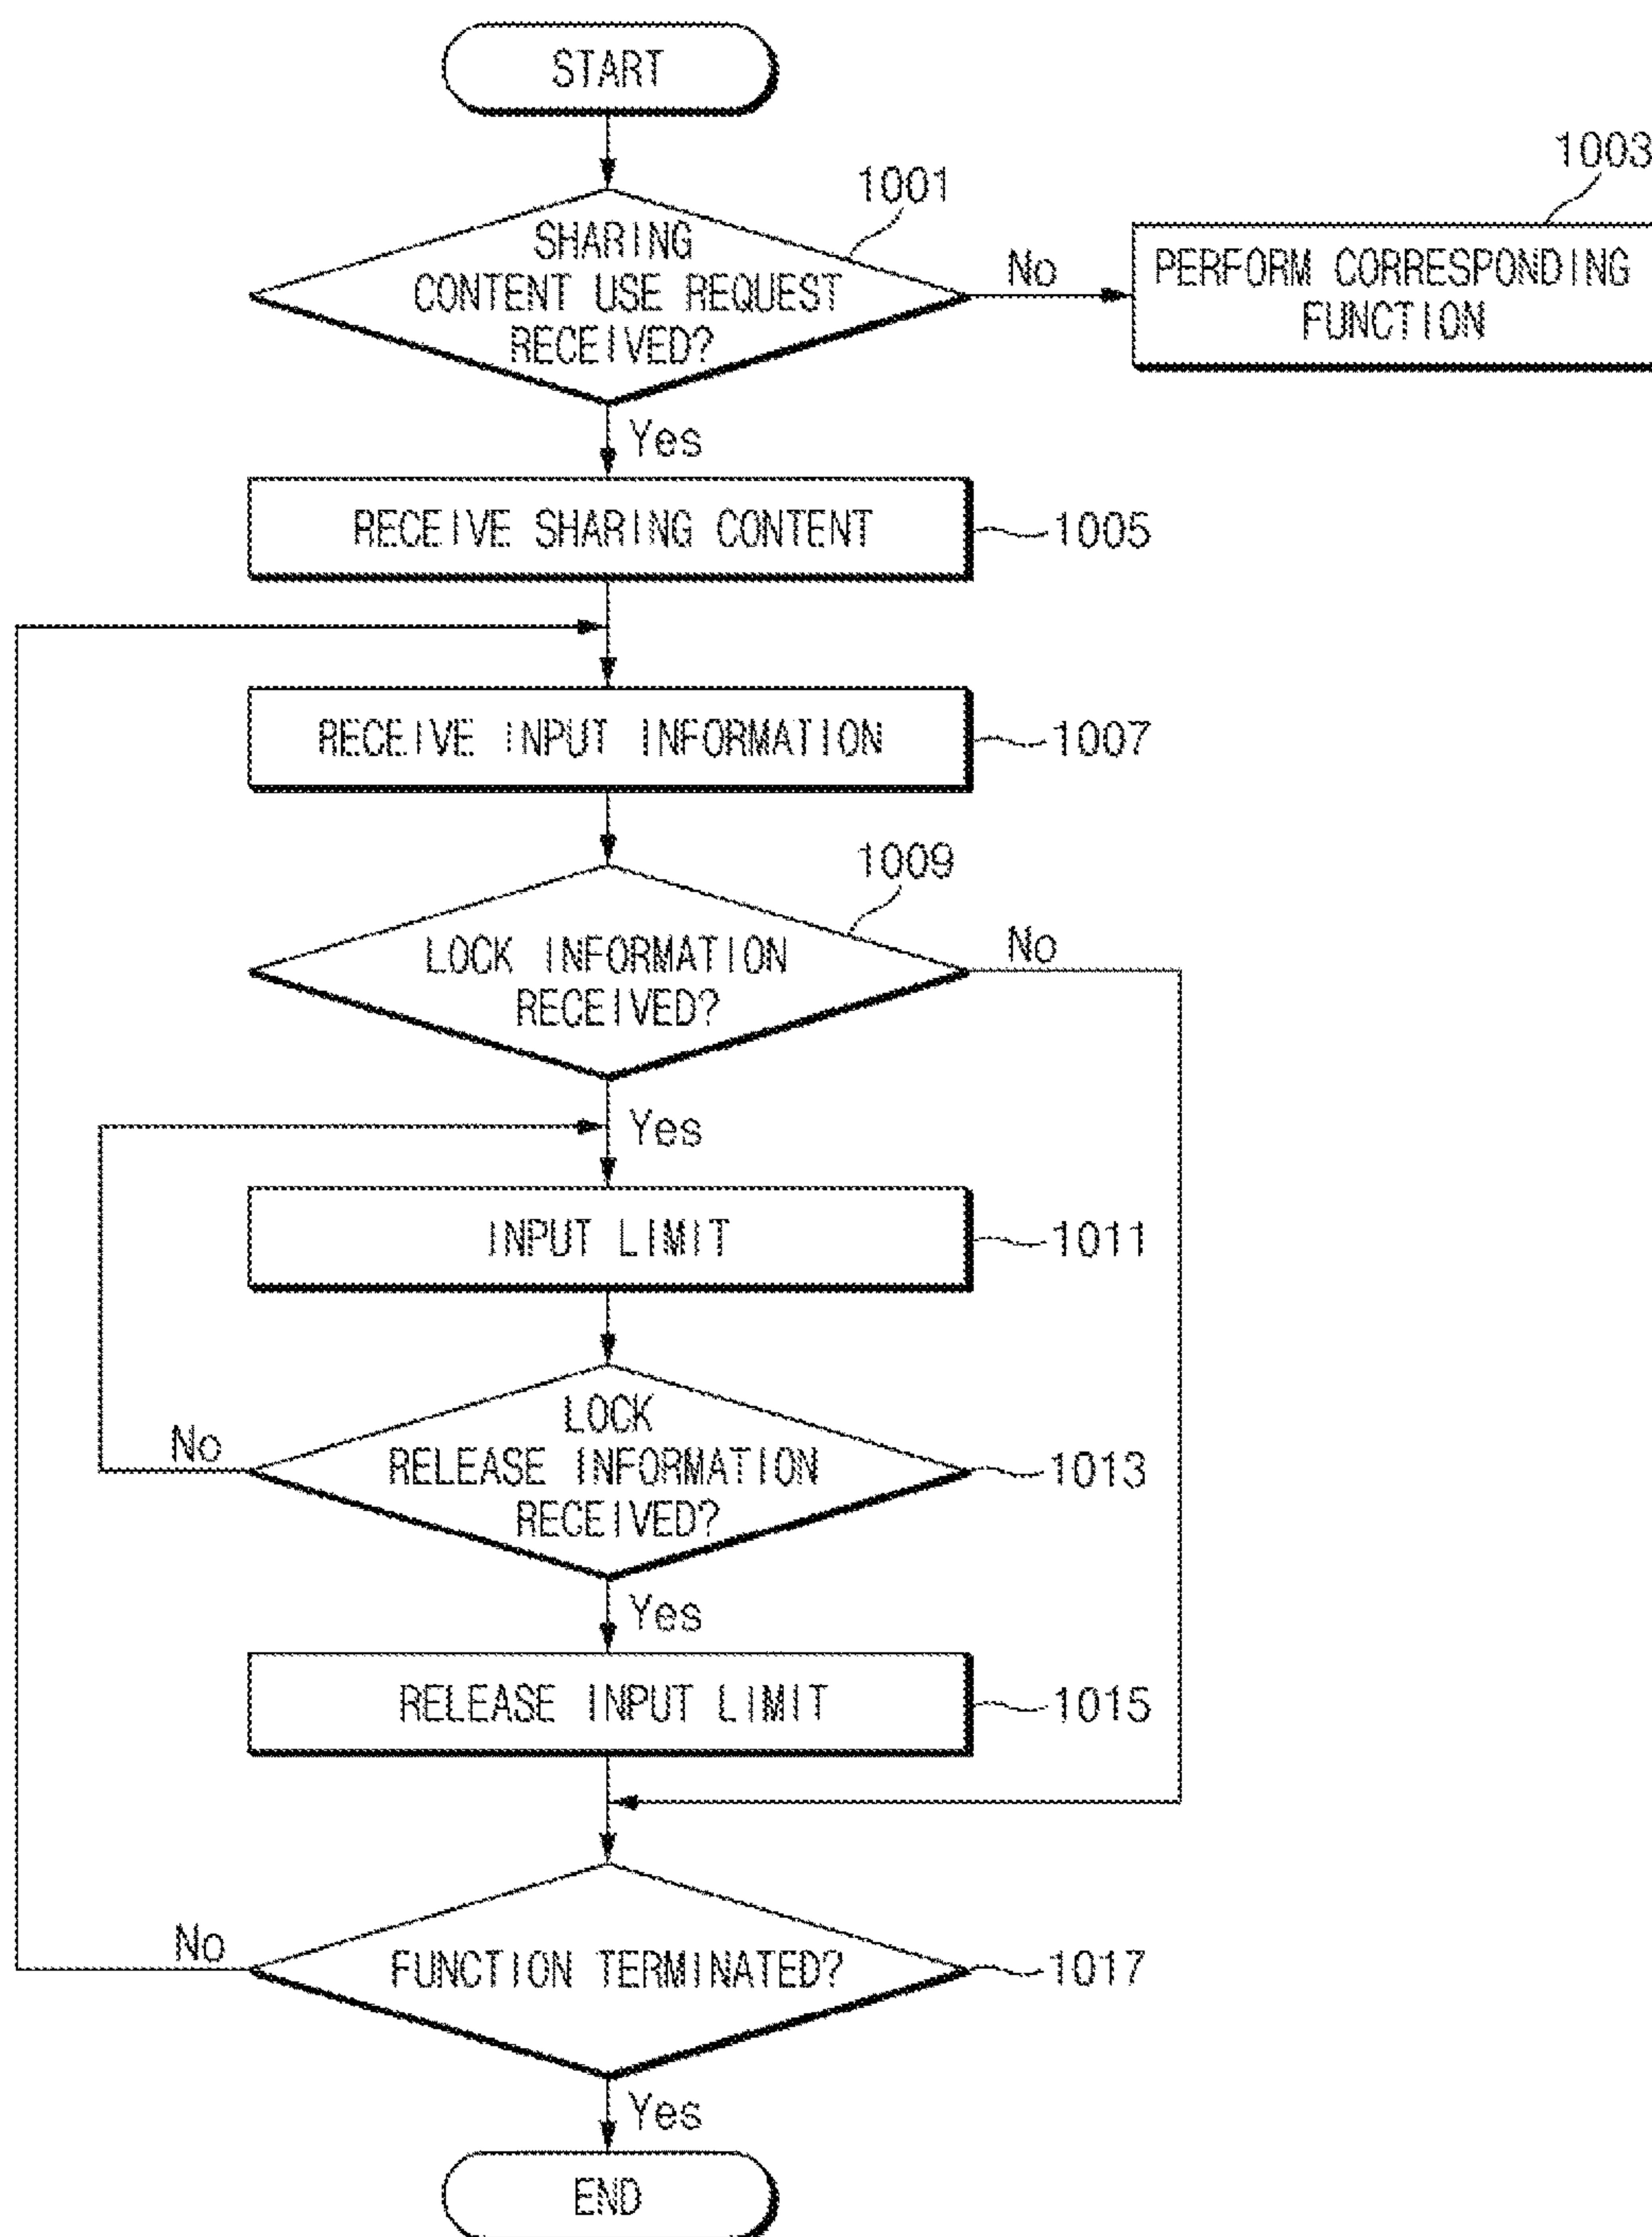 START
1001
SHARING
CONTENT USE REQUEST
RECEIVED?
No
1003
PERFORM CORRESPONDING
FUNCTION
Yes
RECEIVE SHARING CONTENT
1005
RECEIVE INPUT INFORMATION
1007
1009
LOCK INFORMATION
RECEIVED?
No
Yes
INPUT LIMIT
1011
LOCK
RELEASE INFORMATION
RECEIVED?
No
1013
Yes
RELEASE INPUT LIMIT
1015
No
FUNCTION TERMINATED?
1017
Yes
END